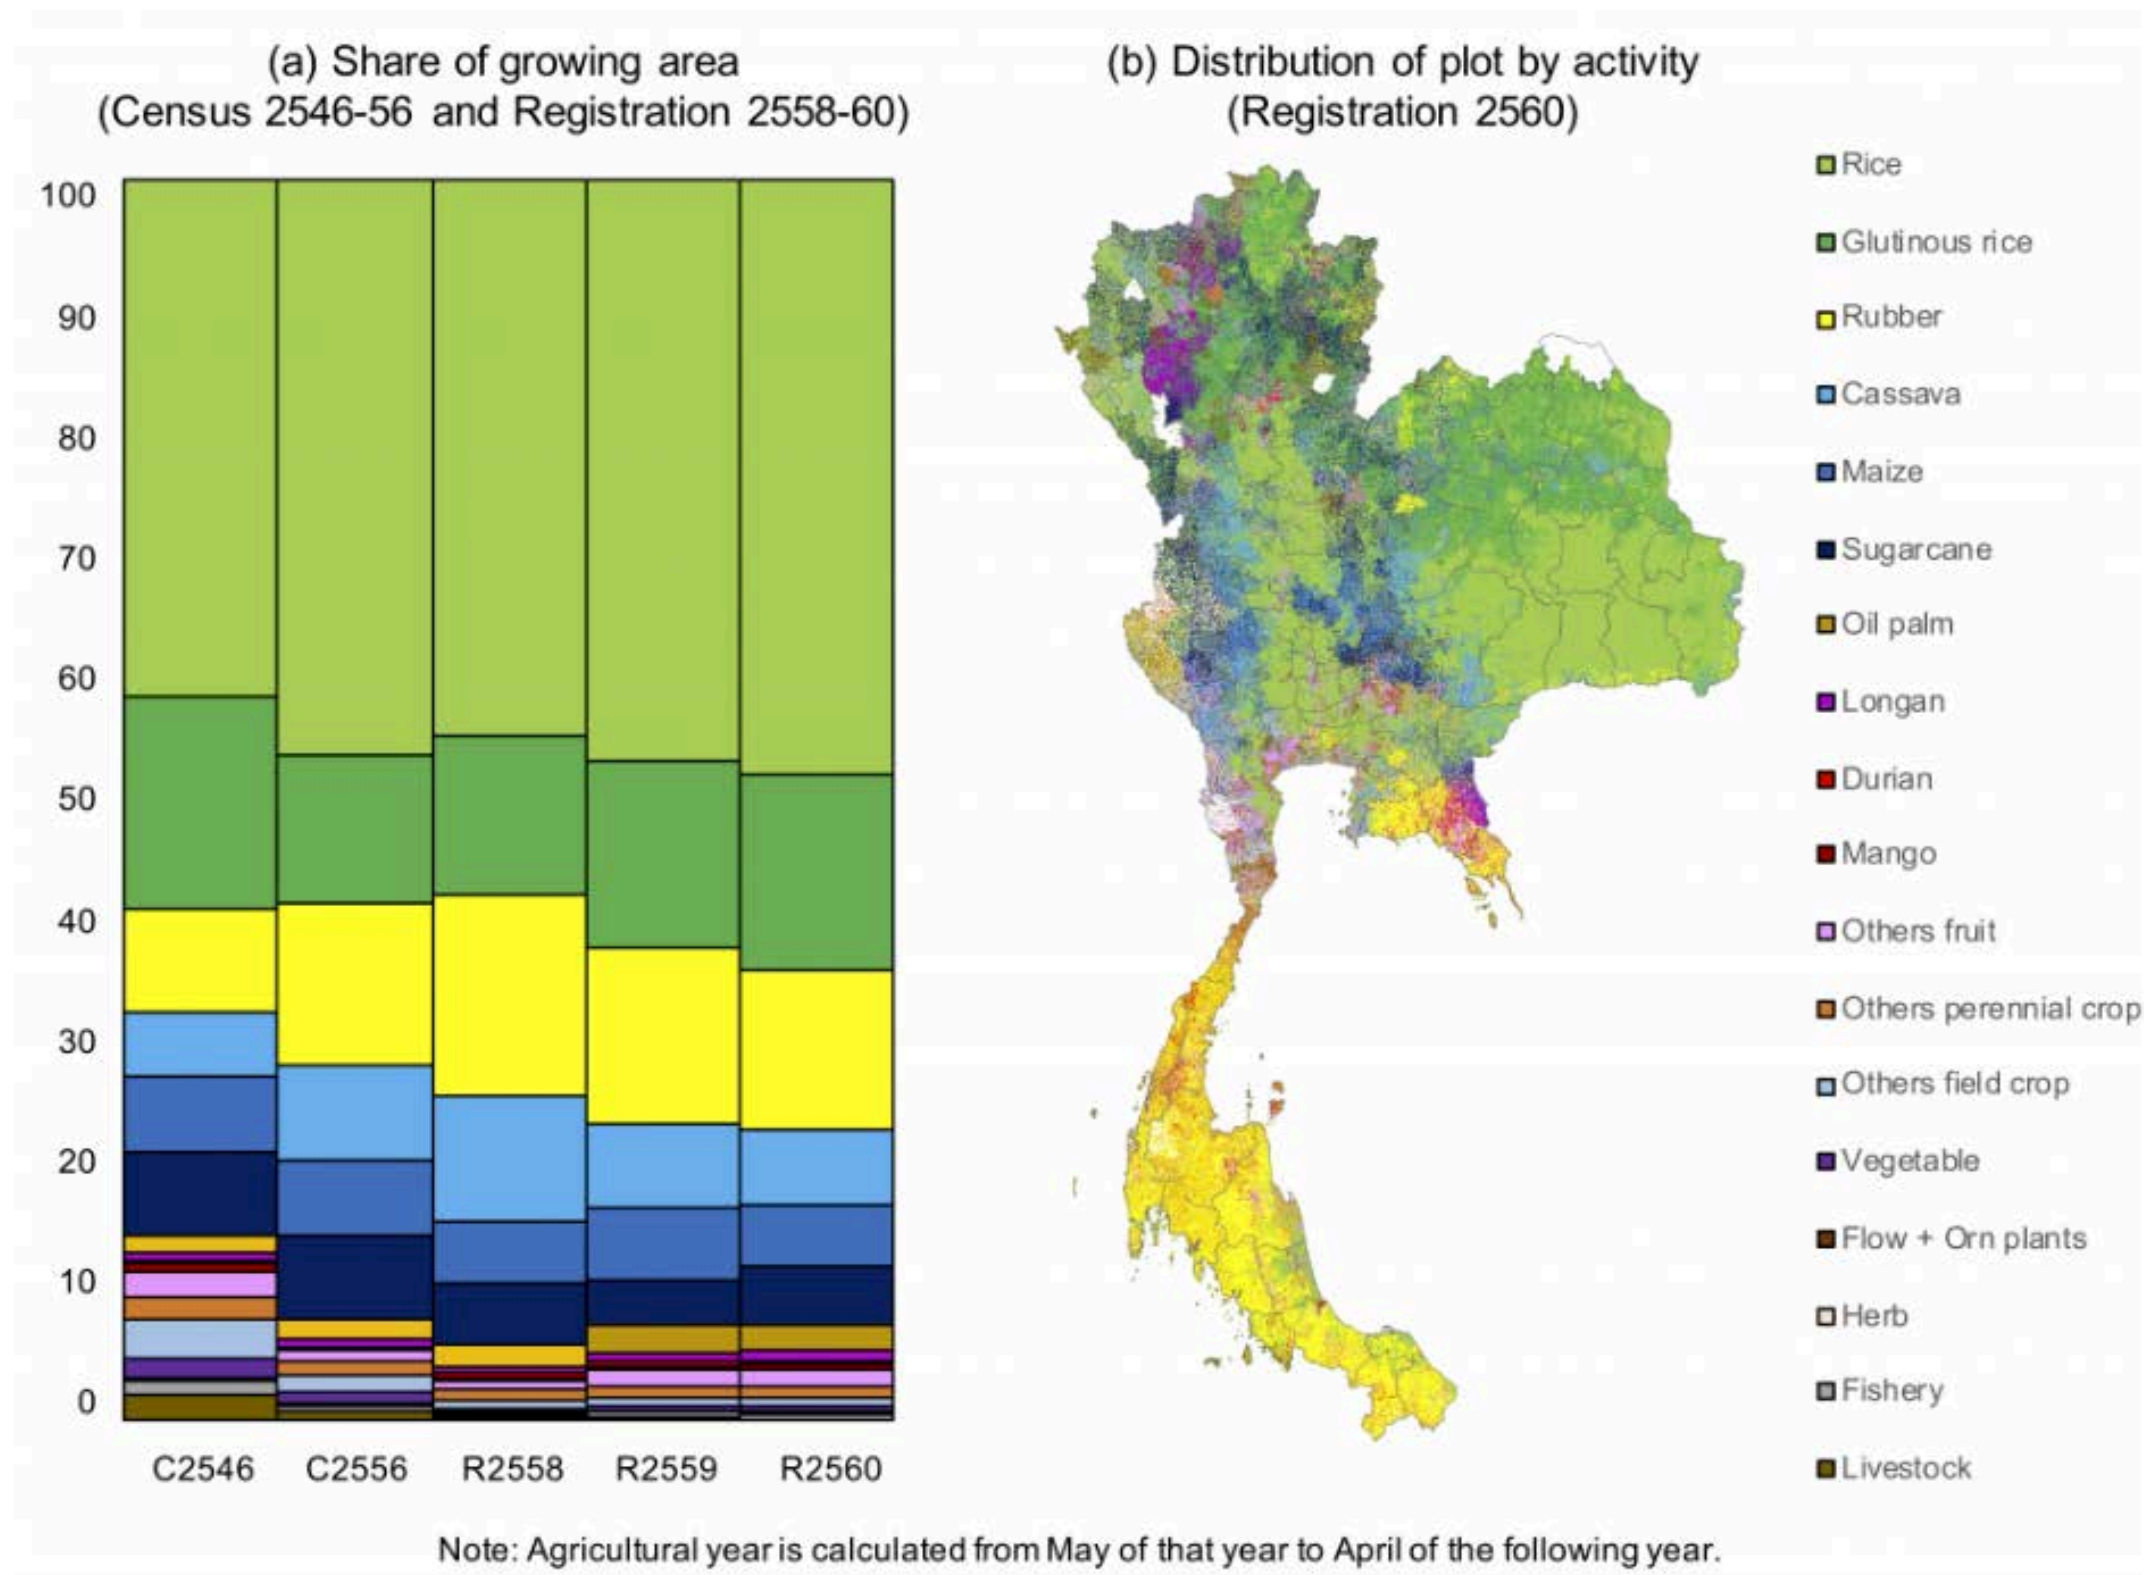 (a) Share of growing area
(Census 2546-56 and Registration 2558-60)
100
90
80
70
60
50
40
30
20
10
0
C2546 C2556 R2558 R2559 R2560
(b) Distribution of plot by activity
(Registration 2560)
Rice
Glutinous rice
Rubber
Cassava
Maize
Sugarcane
Oil palm
Longan
Durian
Mango
Others fruit
Others perennial crop
Others field crop
Vegetable
Flow + Orn plants
Herb
Fishery
Livestock
Note: Agricultural year is calculated from May of that year to April of the following year.